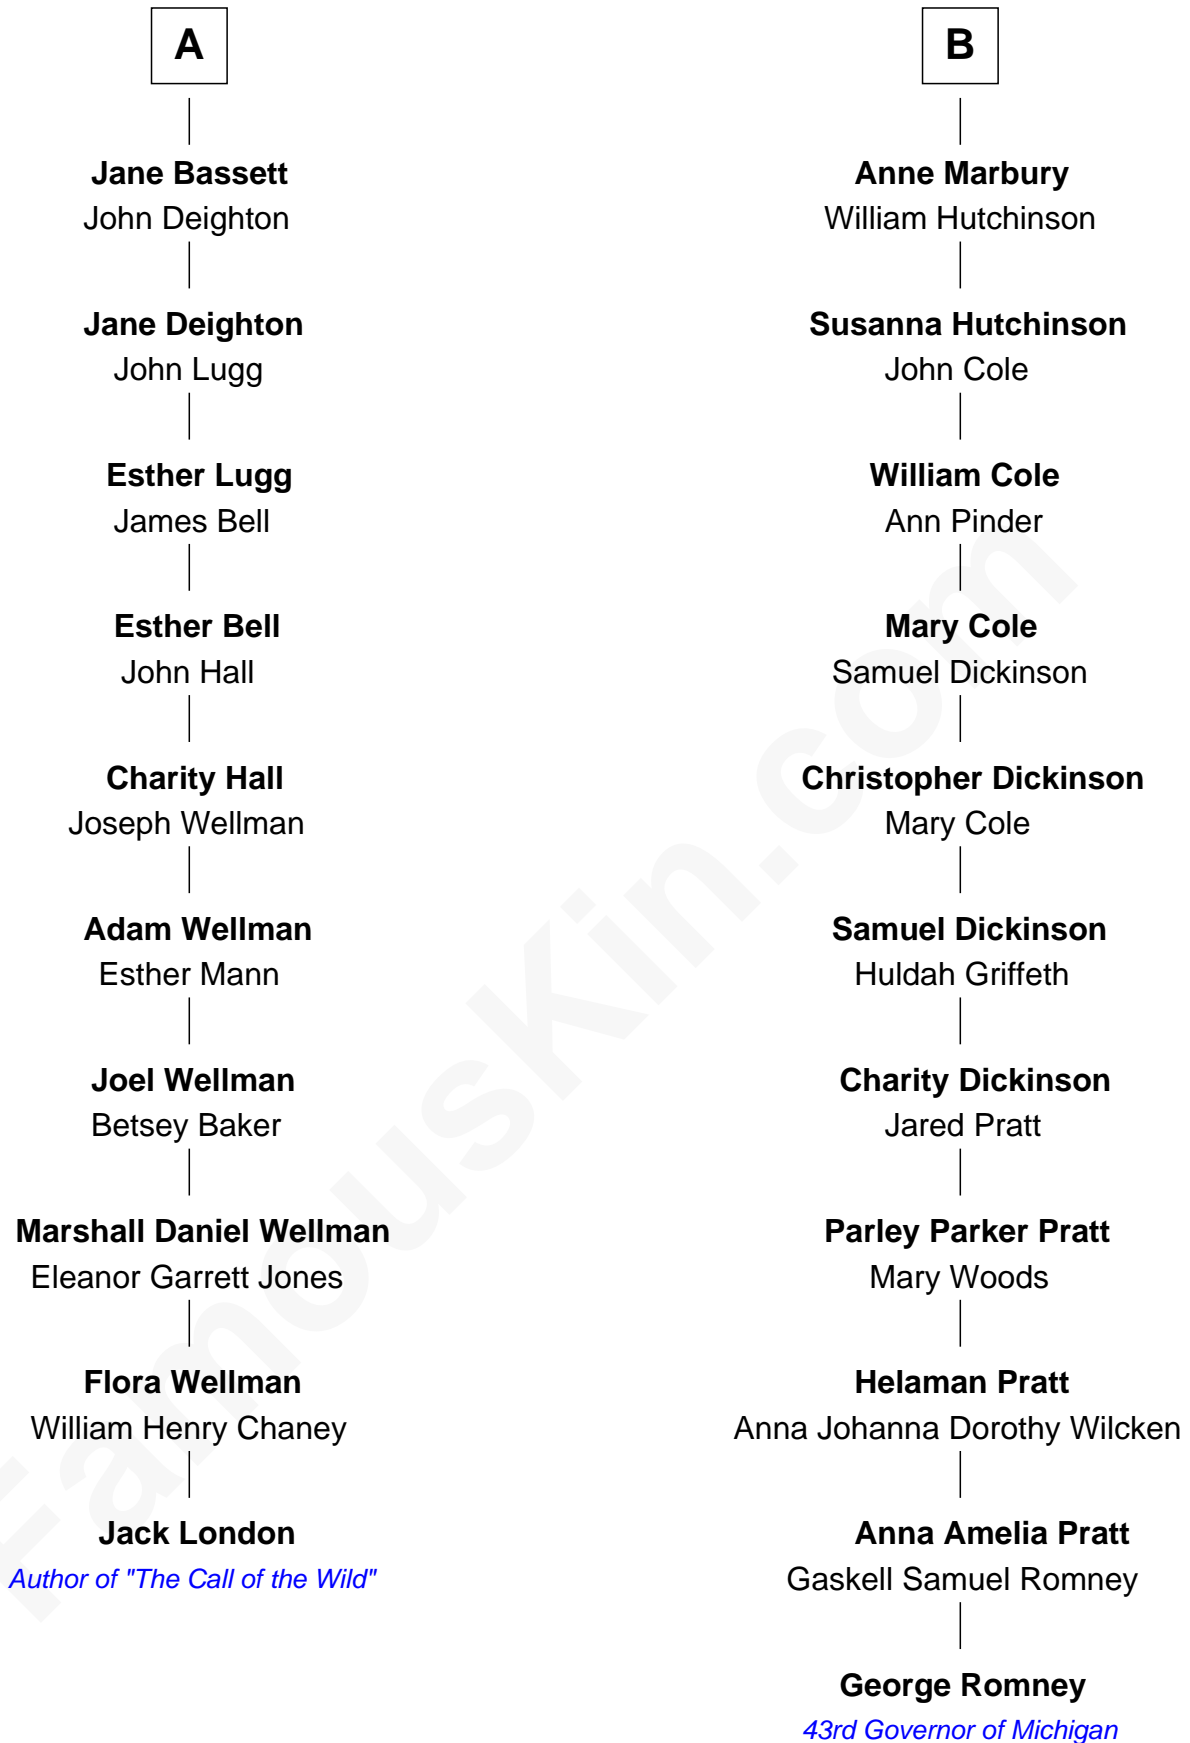 A
Jane Bassett
John Deighton
Jane Deighton
John Lugg
Esther Lugg
James Bell
Esther Bell
John Hall
Charity Hall
Joseph Wellman
Adam Wellman
Esther Mann
Joel Wellman
Betsey Baker
Marshall Daniel Wellman
Eleanor Garrett Jones
Flora Wellman
William Henry Chaney
Jack London
Author of "The Call of the Wild"
B
Anne Marbury
William Hutchinson
Susanna Hutchinson
John Cole
William Cole
Ann Pinder
Mary Cole
Samuel Dickinson
Christopher Dickinson
Mary Cole
Samuel Dickinson
Huldah Griffeth
Charity Dickinson
Jared Pratt
Parley Parker Pratt
Mary Woods
Helaman Pratt
Anna Johanna Dorothy Wilcken
Anna Amelia Pratt
Gaskell Samuel Romney
George Romney
43rd Governor of Michigan
FamousKin.com